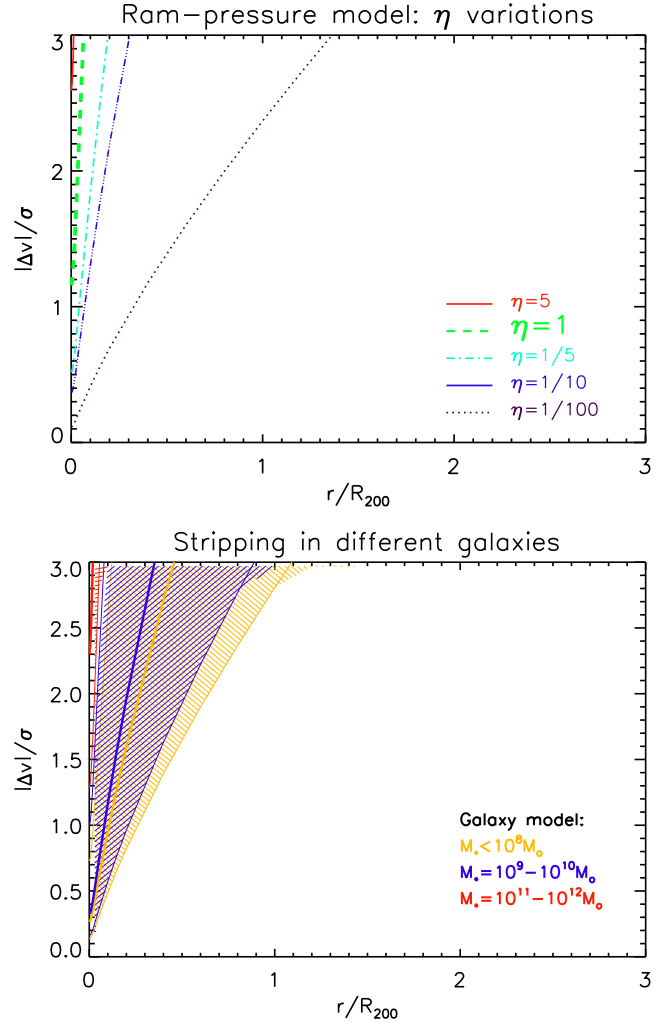 Ram−pressure model: η variations
3
2
1
0
|Δv|/σ
η=5
η=1
η=1/5
η=1/10
η=1/100
0 1 2 3
r/R200
Stripping in different galaxies
3.0
2.5
2.0
1.5
1.0
0.5
0.0
|Δv|/σ
Galaxy model:
M*<10^8M⊙
M*=10^9−10^10M⊙
M*=10^11−10^12M⊙
0 1 2 3
r/R200